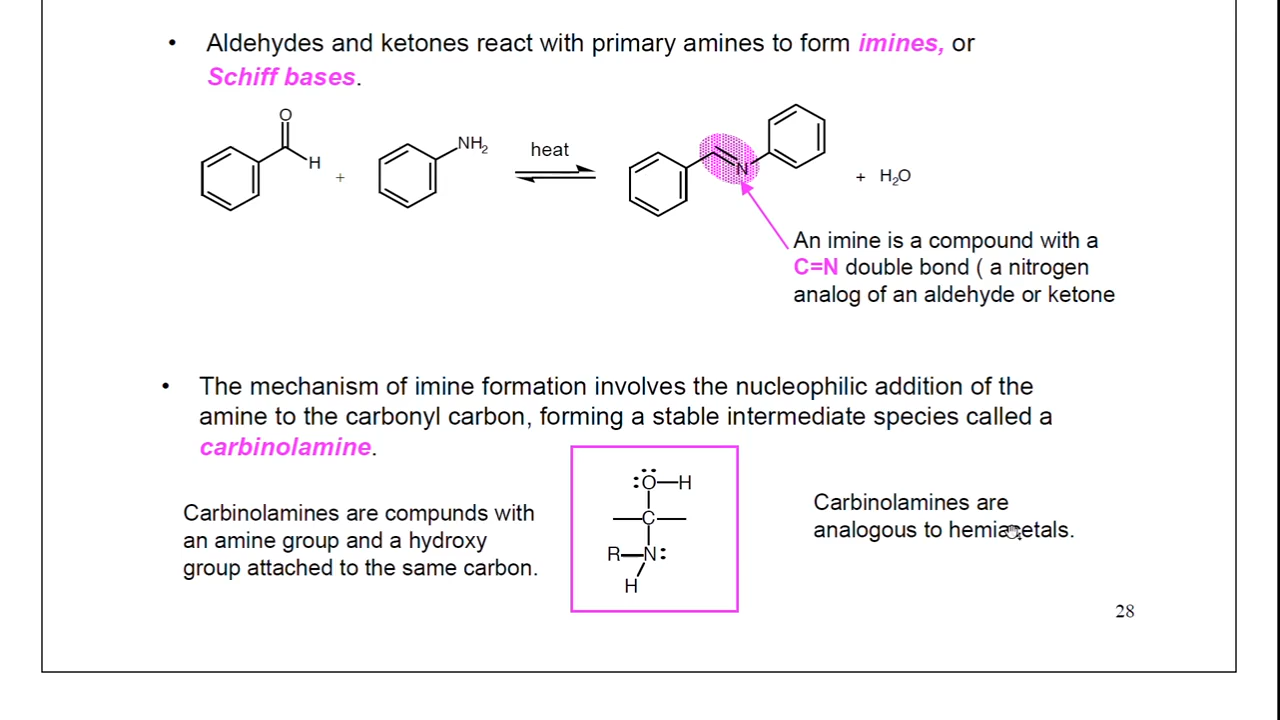 • Aldehydes and ketones react with primary amines to form imines, or
Schiff bases.
O
H
+
NH2
heat
N
+ H2O
An imine is a compound with a
C=N double bond ( a nitrogen
analog of an aldehyde or ketone
• The mechanism of imine formation involves the nucleophilic addition of the
amine to the carbonyl carbon, forming a stable intermediate species called a
carbinolamine.
Carbinolamines are compunds with
an amine group and a hydroxy
group attached to the same carbon.
:O—H
C
R—N:
H
Carbinolamines are
analogous to hemiacetals.
28